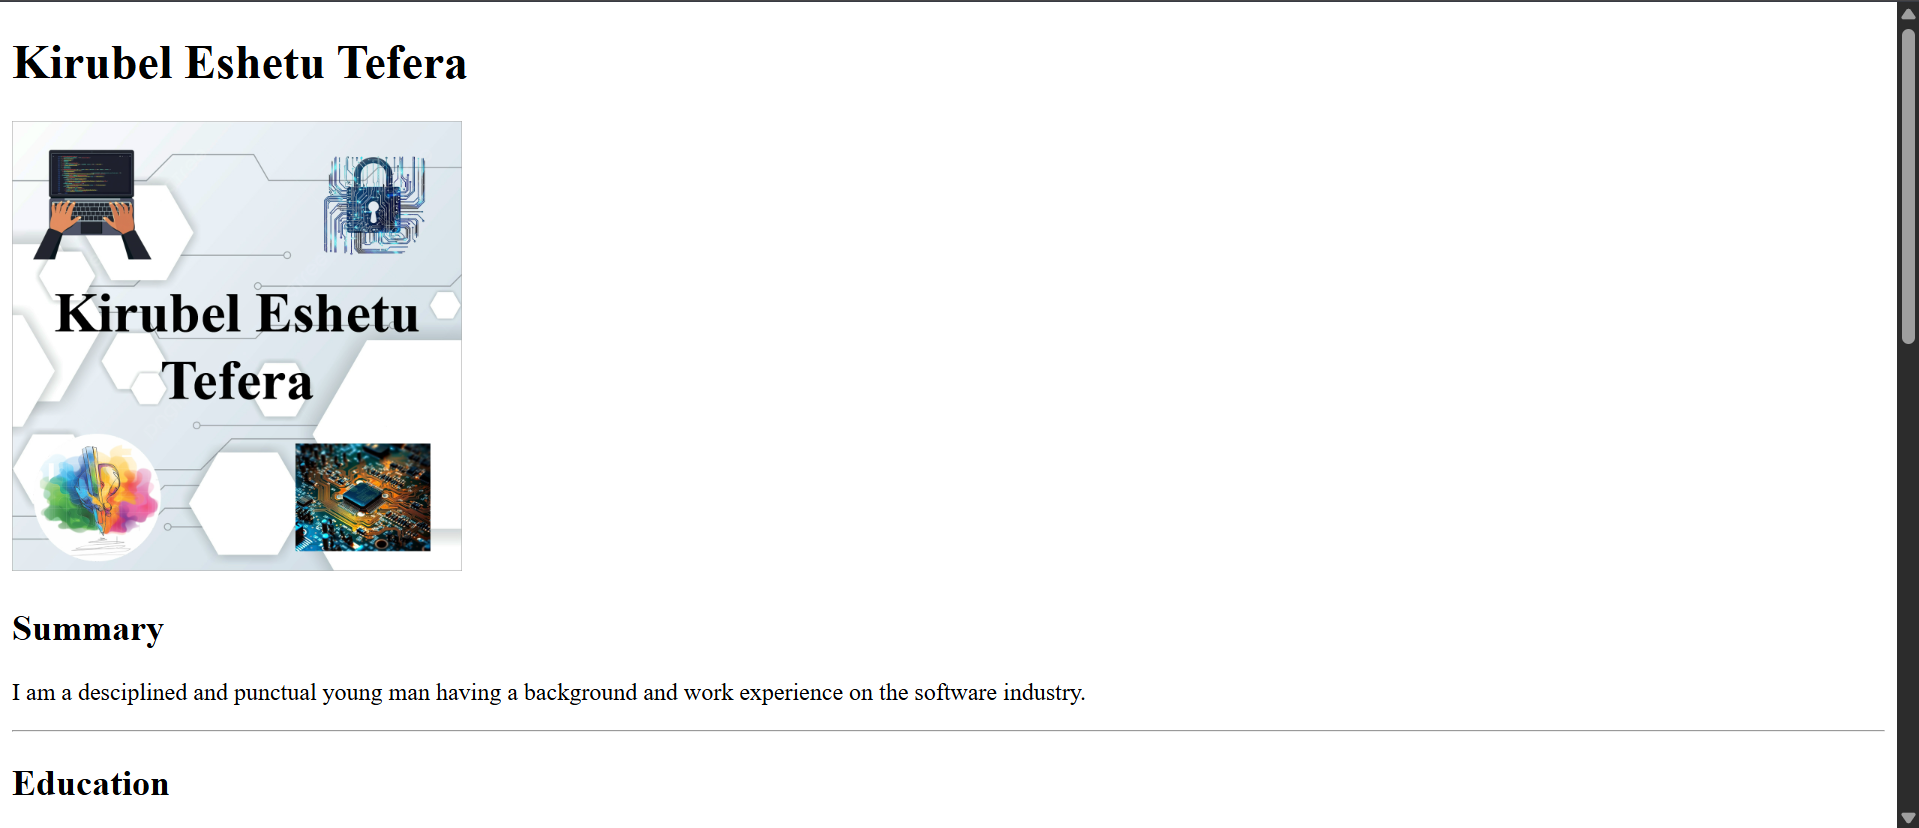 Kirubel Eshetu Tefera
Kirubel Eshetu
Tefera
Summary
I am a desciplined and punctual young man having a background and work experience on the software industry.
Education